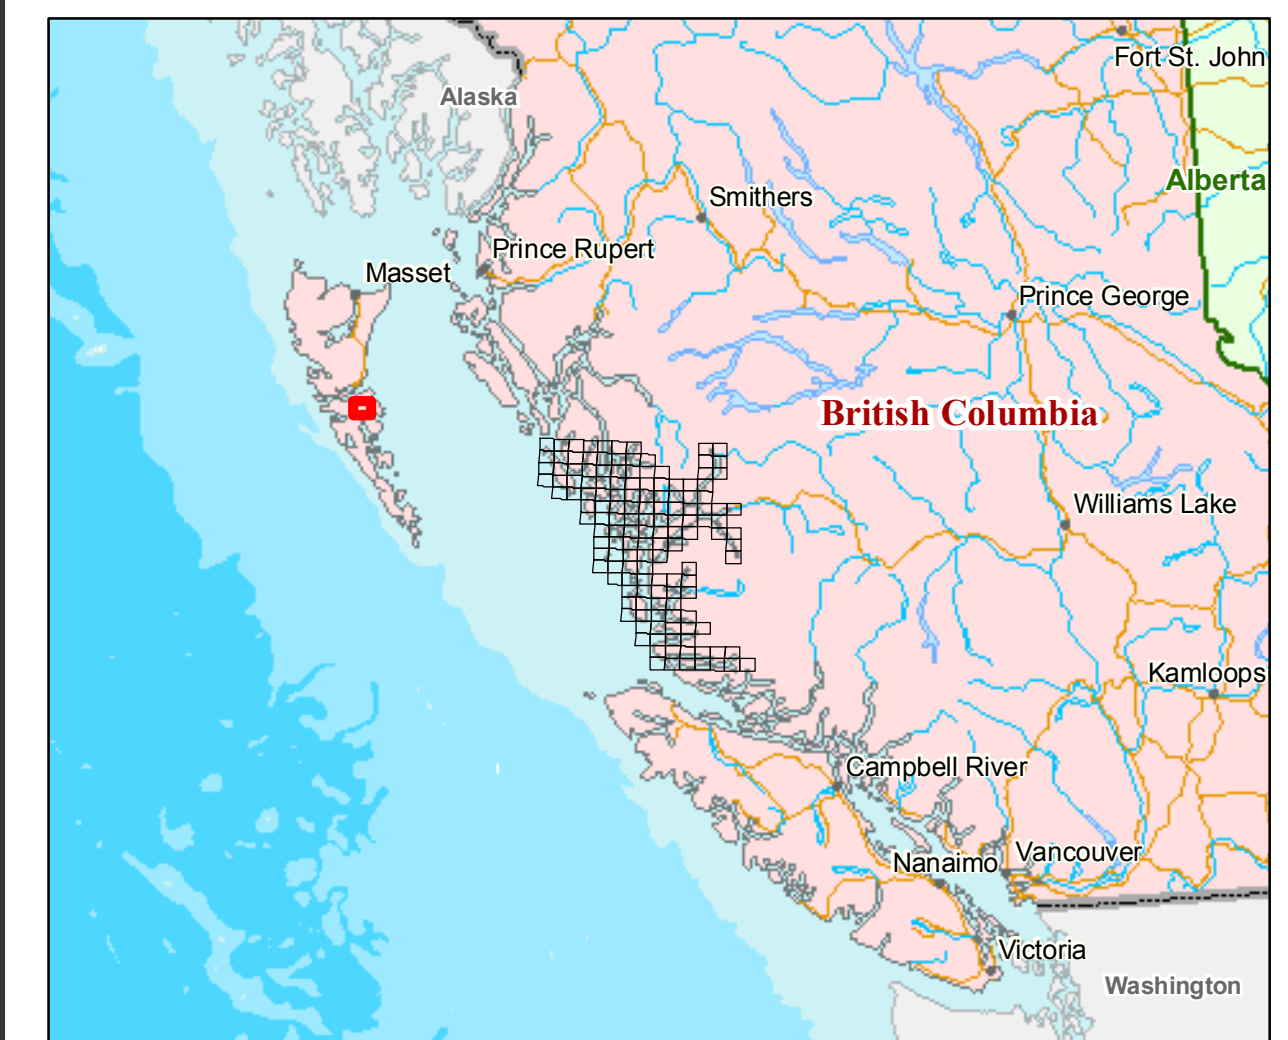 Fort St. John
Alaska
Alberta
Smithers
Prince Rupert
Masset
Prince George
British Columbia
Williams Lake
Kamloops
Campbell River
Vancouver
Nanaimo
Victoria
Washington